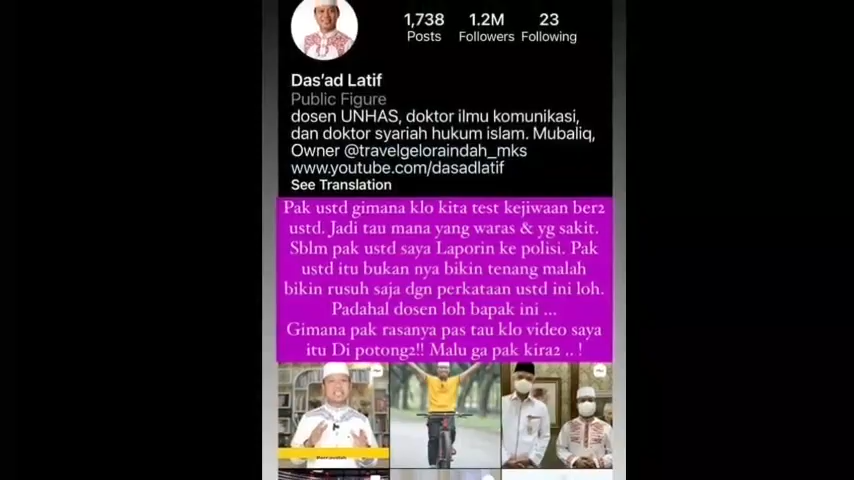 1,738 1.2M 23
Posts Followers Following
Das'ad Latif
Public Figure
dosen UNHAS, doktor ilmu komunikasi,
dan doktor syariah hukum islam. Mubaliq,
Owner @travelgeloraindah_mks
www.youtube.com/dasadlatif
See Translation
Pak ustd gimana klo kita test kejiwaan ber2
ustd. Jadi tau mana yang waras & yg sakit.
Sblm pak ustd saya Laporin ke polisi. Pak
ustd itu bukan nya bikin tenang malah
bikin rusuh saja dgn perkataan ustd ini loh.
Padahal dosen loh bapak ini ...
Gimana pak rasanya pas tau klo video saya
itu Di potong2!! Malu ga pak kira2 .. !